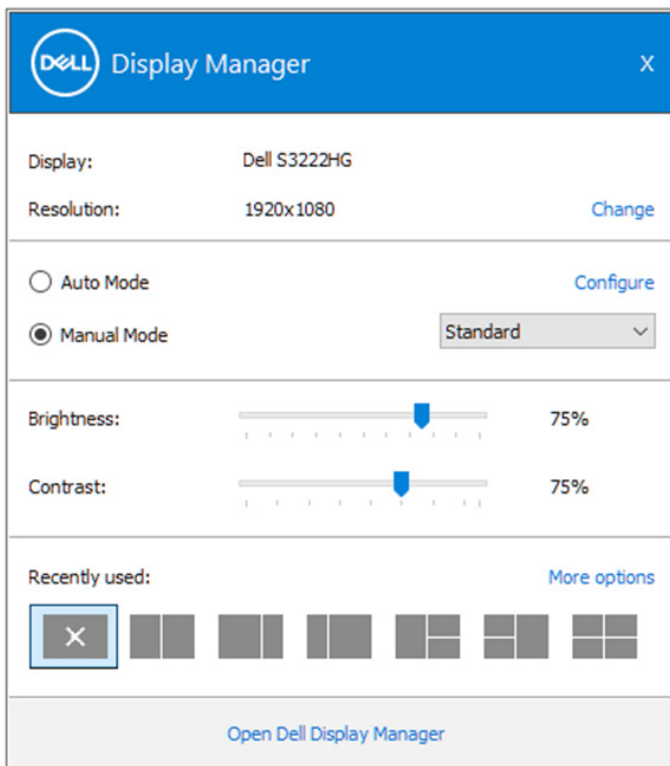 DELL Display Manager X
Display: Dell S3222HG
Resolution: 1920x1080 Change
Auto Mode Configure
Manual Mode Standard
Brightness: 75%
Contrast: 75%
Recently used: More options
Open Dell Display Manager